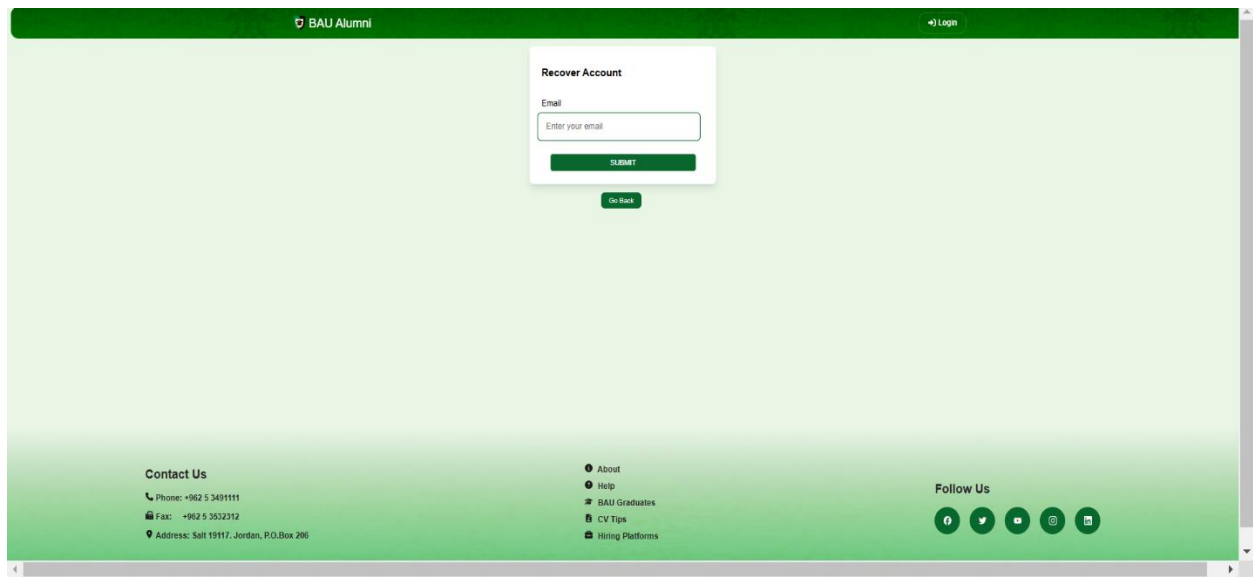 BAU Alumni
Login
Recover Account
Email
Enter your email
SUBMIT
Go Back
Contact Us
Phone: +962 5 3491111
Fax: +962 5 3532312
Address: Salt 19117. Jordan, P.O.Box 206
About
Help
BAU Graduates
CV Tips
Hiring Platforms
Follow Us